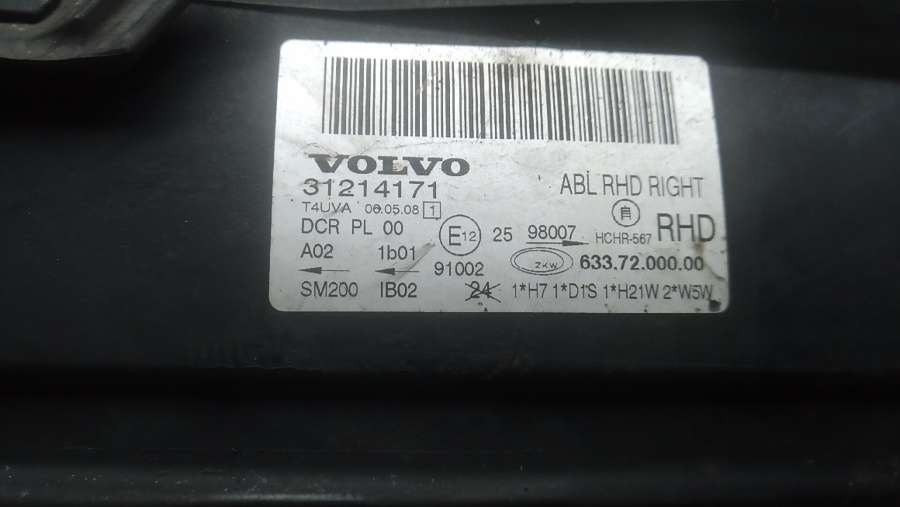 VOLVO
31214171 ABL RHD RIGHT
T4UVA 06.05.08 1
DCR PL 00 E12 25 98007 HCHR-567 RHD
A02 1b01 91002 ZKW 633.72.000.00
SM200 IB02 24 1*H7 1*D1S 1*H21W 2*W5W